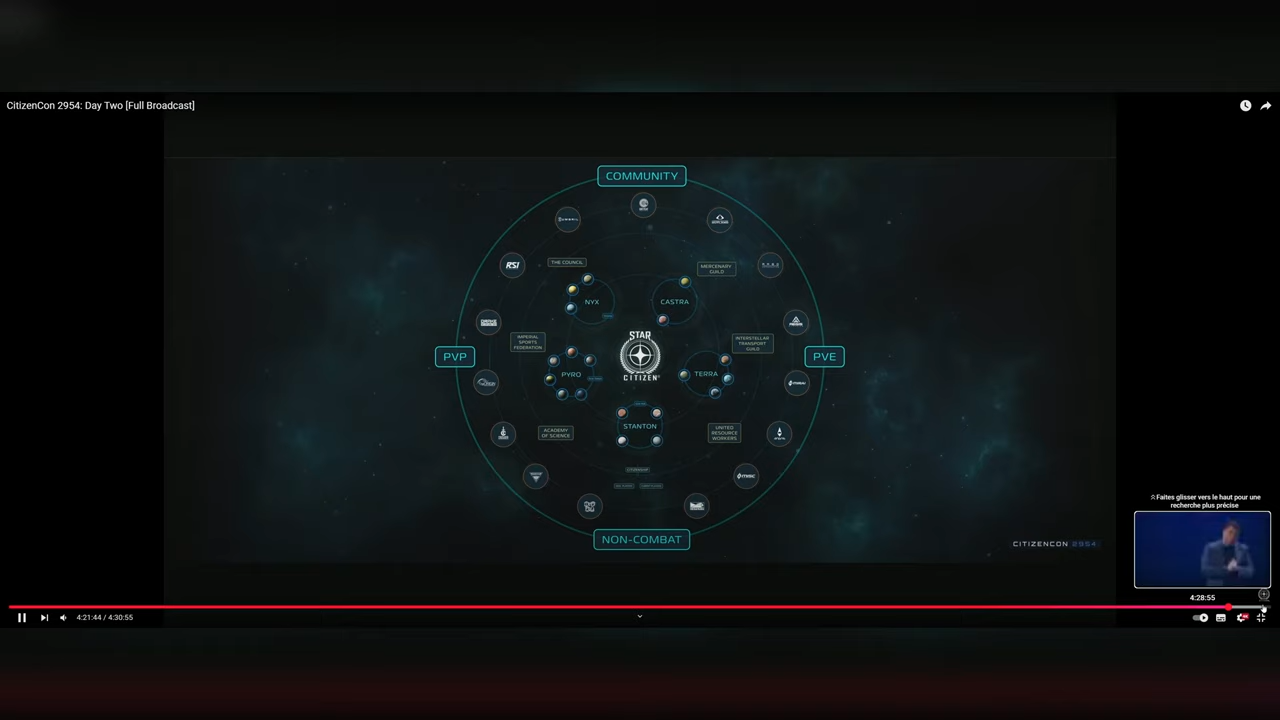 CitizenCon 2954: Day Two [Full Broadcast]
COMMUNITY
RSI
THE COUNCIL
MERCENARY
GUILD
NYX
CASTRA
IMPERIAL
SPORTS
FEDERATION
STAR
CITIZEN
INTERSTELLAR
TRANSPORT
GUILD
PVP
PVE
PYRO
TERRA
STANTON
ACADEMY
OF SCIENCE
UNITED
RESOURCE
WORKERS
MISC
NON-COMBAT
CITIZENCON 2954
Faites glisser vers le haut pour une
recherche plus précise
4:28:55
4:21:44 / 4:30:55